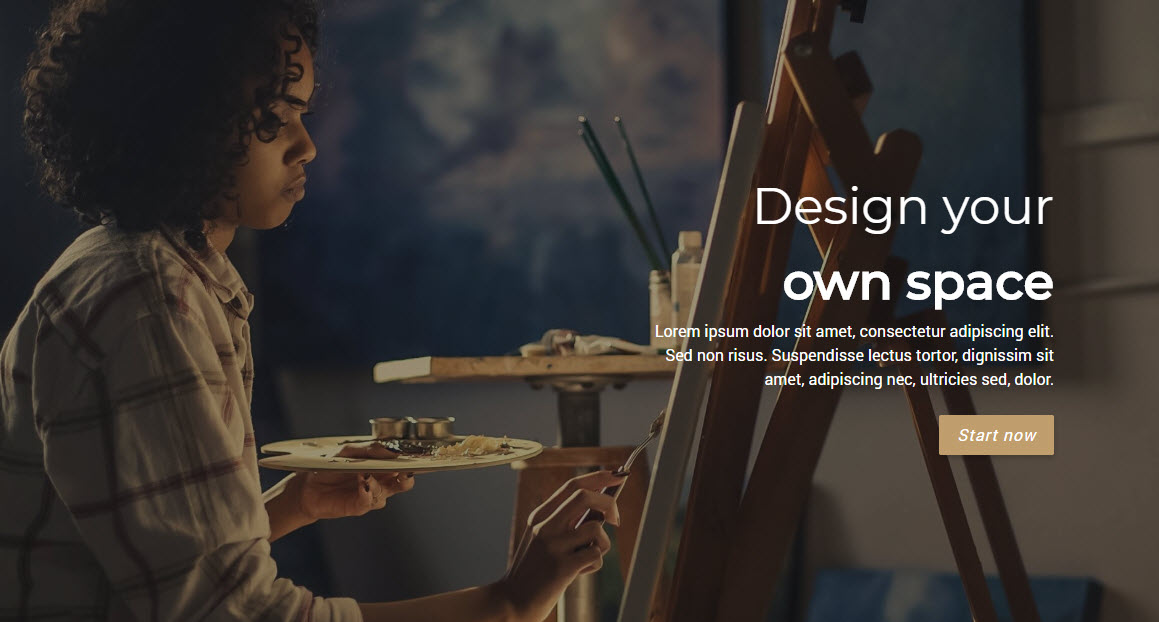 Design your
own space
Lorem ipsum dolor sit amet, consectetur adipiscing elit.
Sed non risus. Suspendisse lectus tortor, dignissim sit
amet, adipiscing nec, ultricies sed, dolor.
Start now